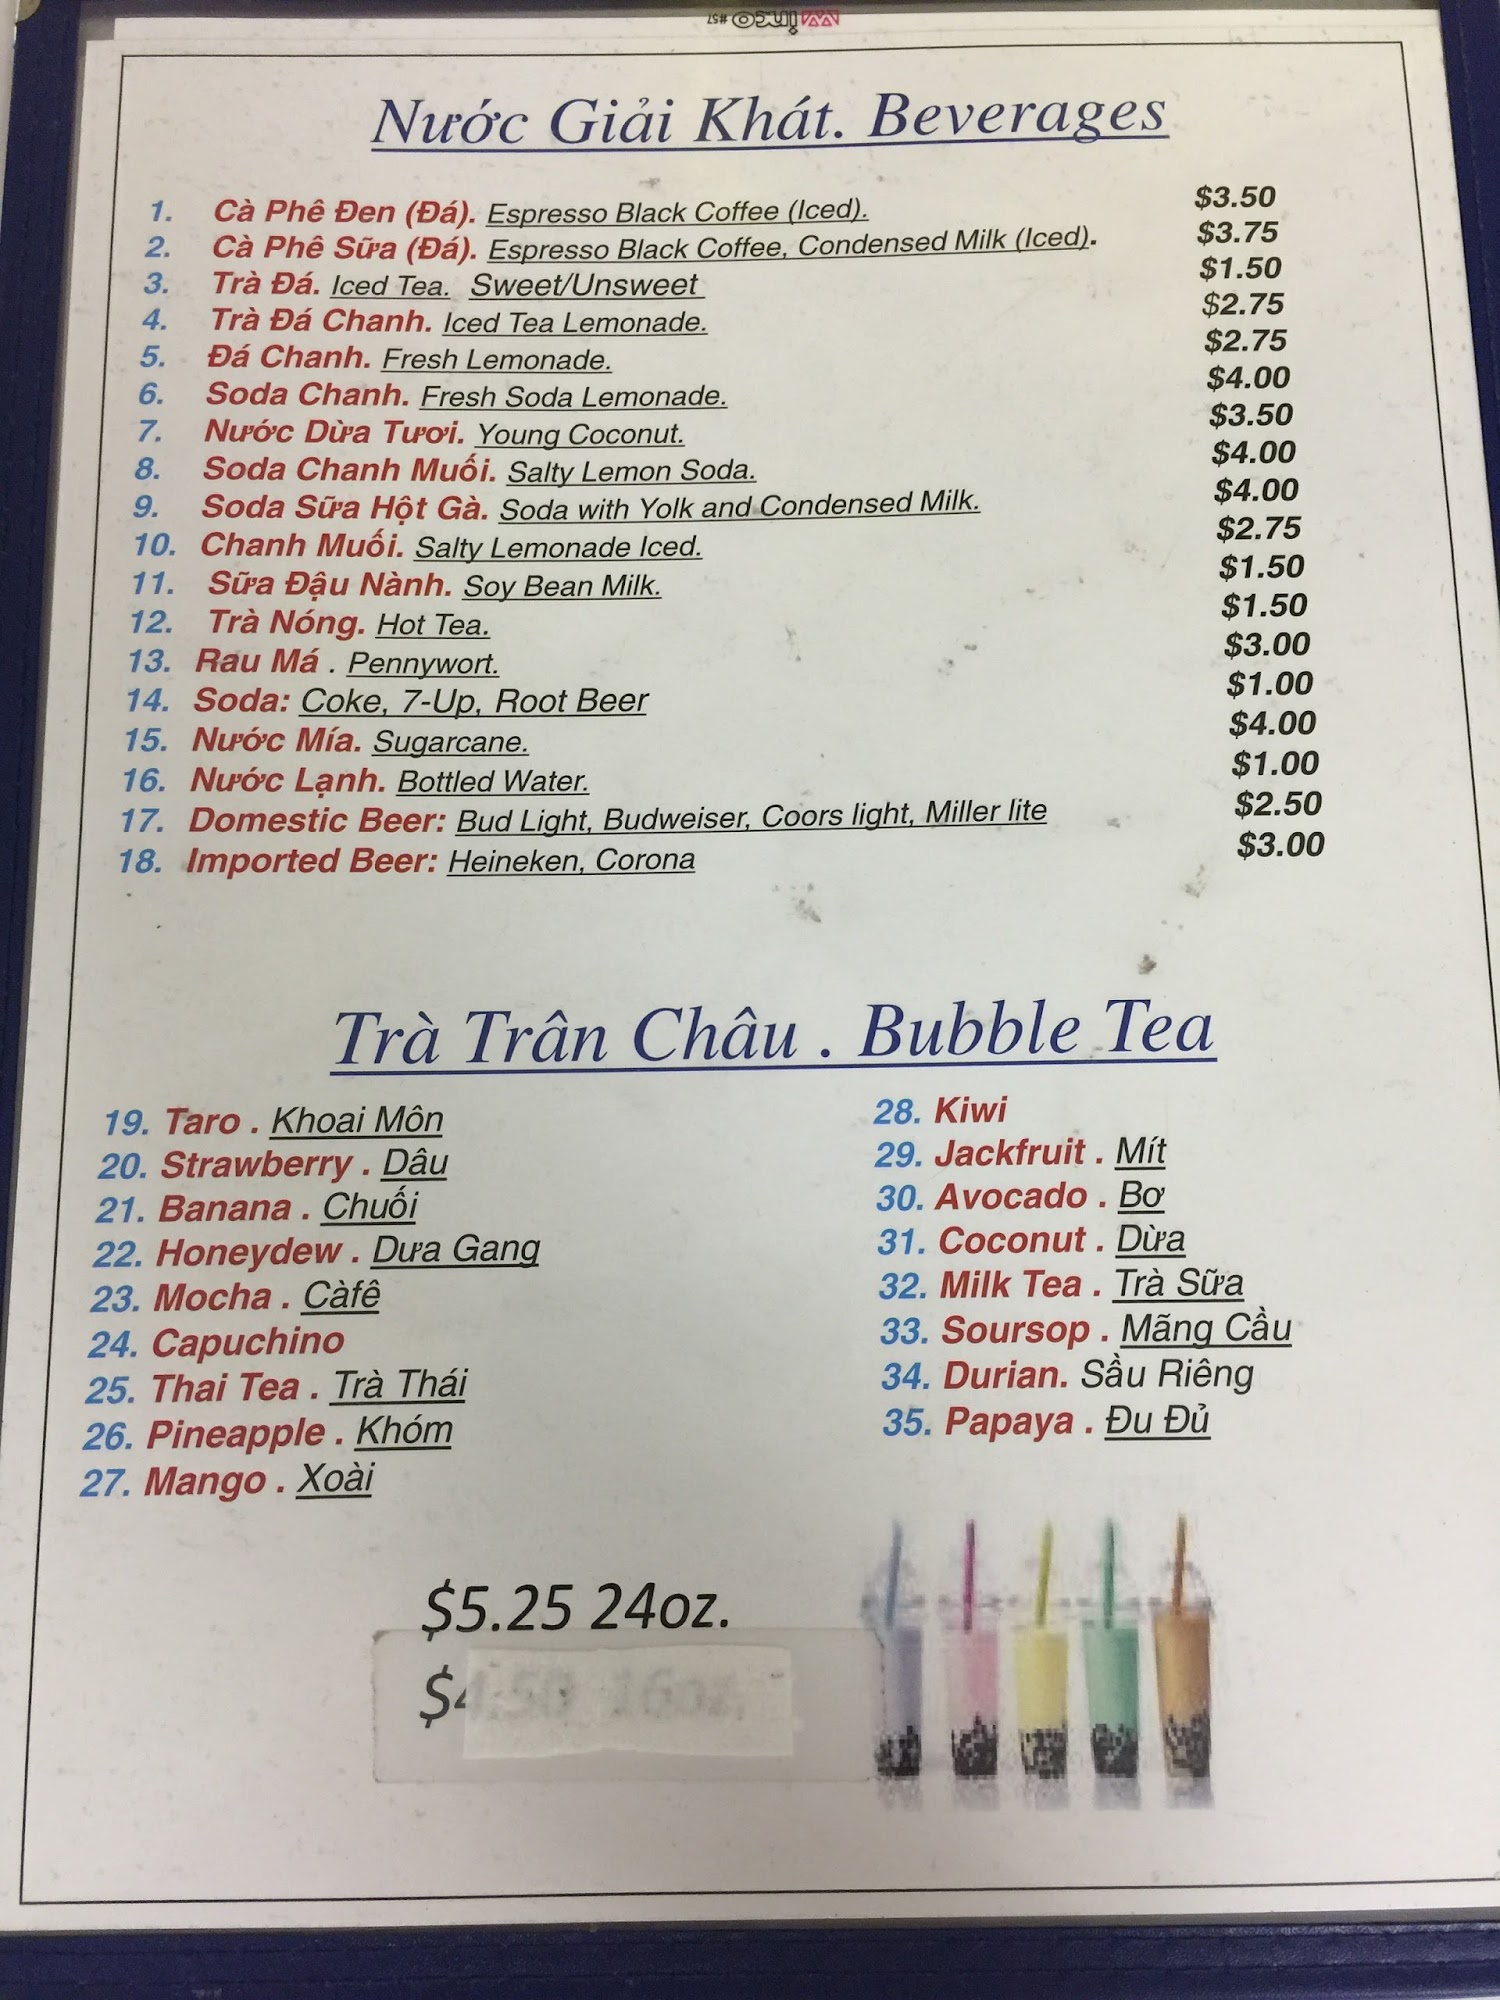 Nước Giải Khát. Beverages
1. Cà Phê Đen (Đá). Espresso Black Coffee (Iced). $3.50
2. Cà Phê Sữa (Đá). Espresso Black Coffee, Condensed Milk (Iced). $3.75
3. Trà Đá. Iced Tea. Sweet/Unsweet $1.50
4. Trà Đá Chanh. Iced Tea Lemonade. $2.75
5. Đá Chanh. Fresh Lemonade. $2.75
6. Soda Chanh. Fresh Soda Lemonade. $4.00
7. Nước Dừa Tươi. Young Coconut. $3.50
8. Soda Chanh Muối. Salty Lemon Soda. $4.00
9. Soda Sữa Hột Gà. Soda with Yolk and Condensed Milk. $4.00
10. Chanh Muối. Salty Lemonade Iced. $2.75
11. Sữa Đậu Nành. Soy Bean Milk. $1.50
12. Trà Nóng. Hot Tea. $1.50
13. Rau Má . Pennywort. $3.00
14. Soda: Coke, 7-Up, Root Beer $1.00
15. Nước Mía. Sugarcane. $4.00
16. Nước Lạnh. Bottled Water. $1.00
17. Domestic Beer: Bud Light, Budweiser, Coors light, Miller lite $2.50
18. Imported Beer: Heineken, Corona $3.00
Trà Trân Châu . Bubble Tea
19. Taro . Khoai Môn
20. Strawberry . Dâu
21. Banana . Chuối
22. Honeydew . Dưa Gang
23. Mocha . Càfê
24. Capuchino
25. Thai Tea . Trà Thái
26. Pineapple . Khóm
27. Mango . Xoài
28. Kiwi
29. Jackfruit . Mít
30. Avocado . Bơ
31. Coconut . Dừa
32. Milk Tea . Trà Sữa
33. Soursop . Mãng Cầu
34. Durian. Sầu Riêng
35. Papaya . Đu Đủ
$5.25 24oz.
$4.50 16oz.